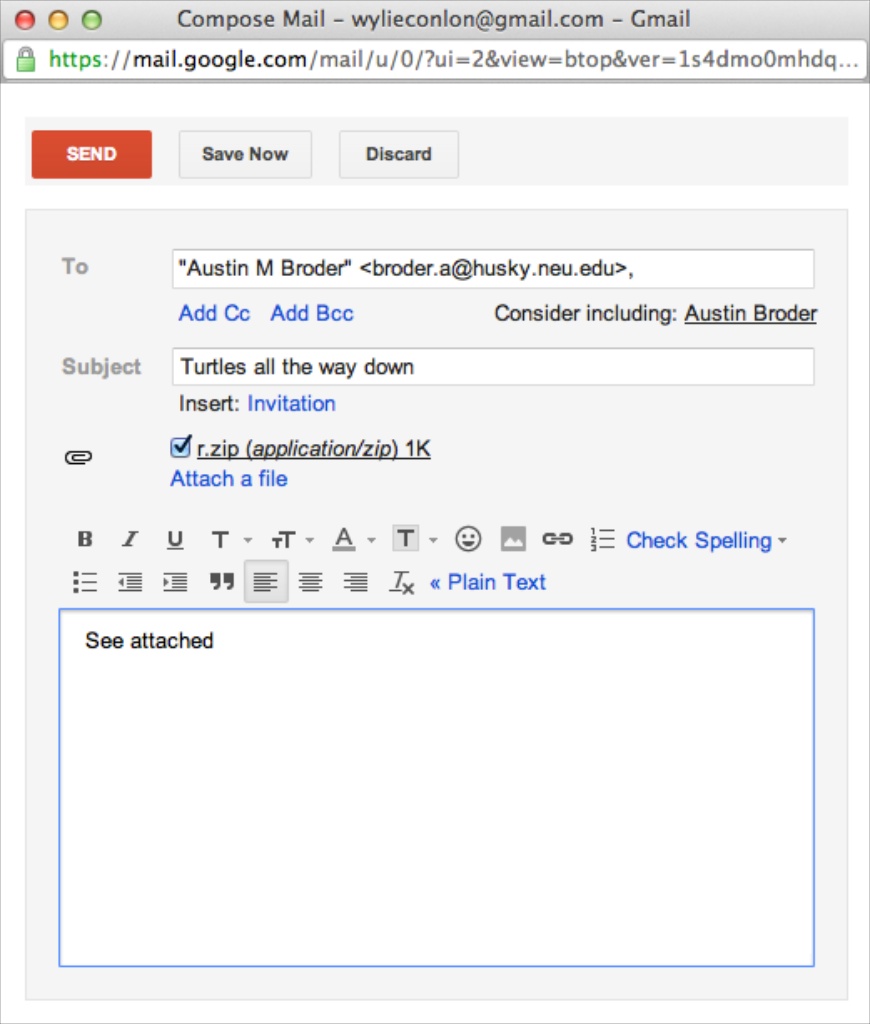 Compose Mail – wylieconlon@gmail.com – Gmail
https://mail.google.com/mail/u/0/?ui=2&view=btop&ver=1s4dmo0mhdq...
SEND Save Now Discard
To "Austin M Broder" <broder.a@husky.neu.edu>,
Add Cc Add Bcc Consider including: Austin Broder
Subject Turtles all the way down
Insert: Invitation
r.zip (application/zip) 1K
Attach a file
B I U T TT A T Check Spelling
Tx « Plain Text
See attached